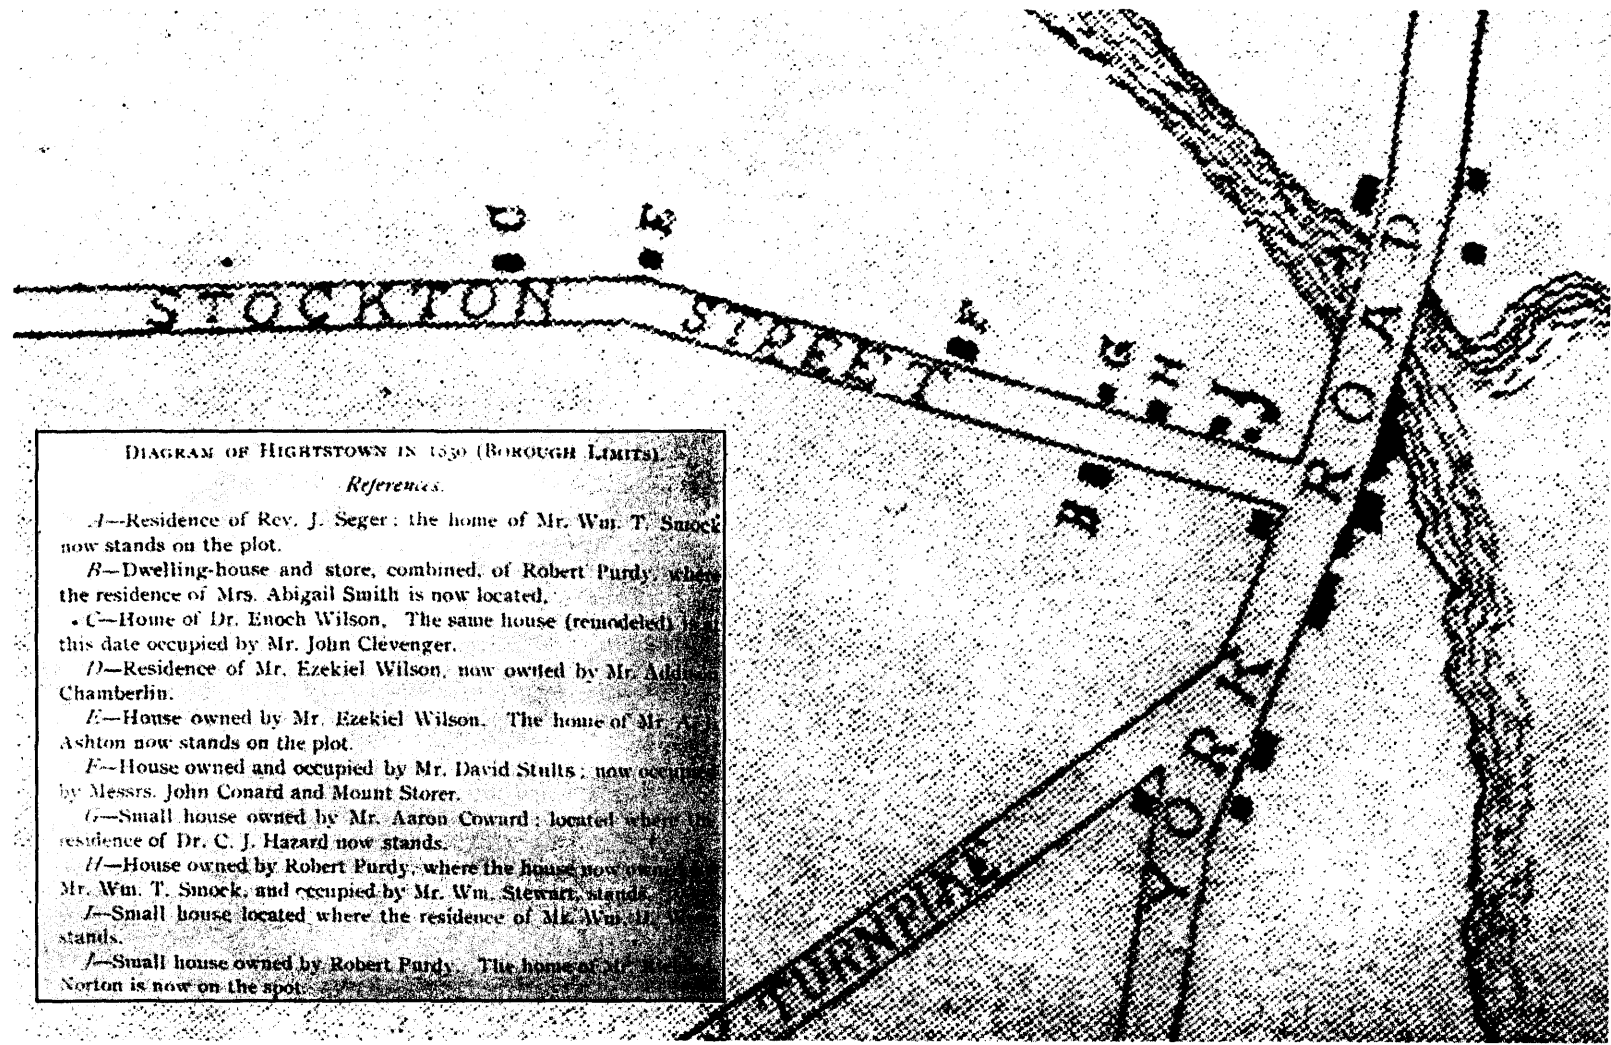 C E
A
STOCKTON STREET
F
G H I J
B
YORK ROAD
TURNPIKE
DIAGRAM OF HIGHTSTOWN IN 1830 (BOROUGH LIMITS).
References.
A—Residence of Rev. J. Seger; the home of Mr. Wm. T. Smock
now stands on the plot.
B—Dwelling-house and store, combined, of Robert Purdy, where
the residence of Mrs. Abigail Smith is now located.
C—Home of Dr. Enoch Wilson. The same house (remodeled) is at
this date occupied by Mr. John Clevenger.
D—Residence of Mr. Ezekiel Wilson, now owned by Mr. Addison
Chamberlin.
E—House owned by Mr. Ezekiel Wilson. The home of Mr.
Ashton now stands on the plot.
F—House owned and occupied by Mr. David Stults; now occupied
by Messrs. John Conard and Mount Storer.
G—Small house owned by Mr. Aaron Coward; located where the
residence of Dr. C. J. Hazard now stands.
H—House owned by Robert Purdy, where the house now owned
Mr. Wm. T. Smock, and occupied by Mr. Wm. Stewart, stands.
I—Small house located where the residence of Mr. Wm. H.
stands.
J—Small house owned by Robert Purdy. The home of Mr.
Norton is now on the spot.